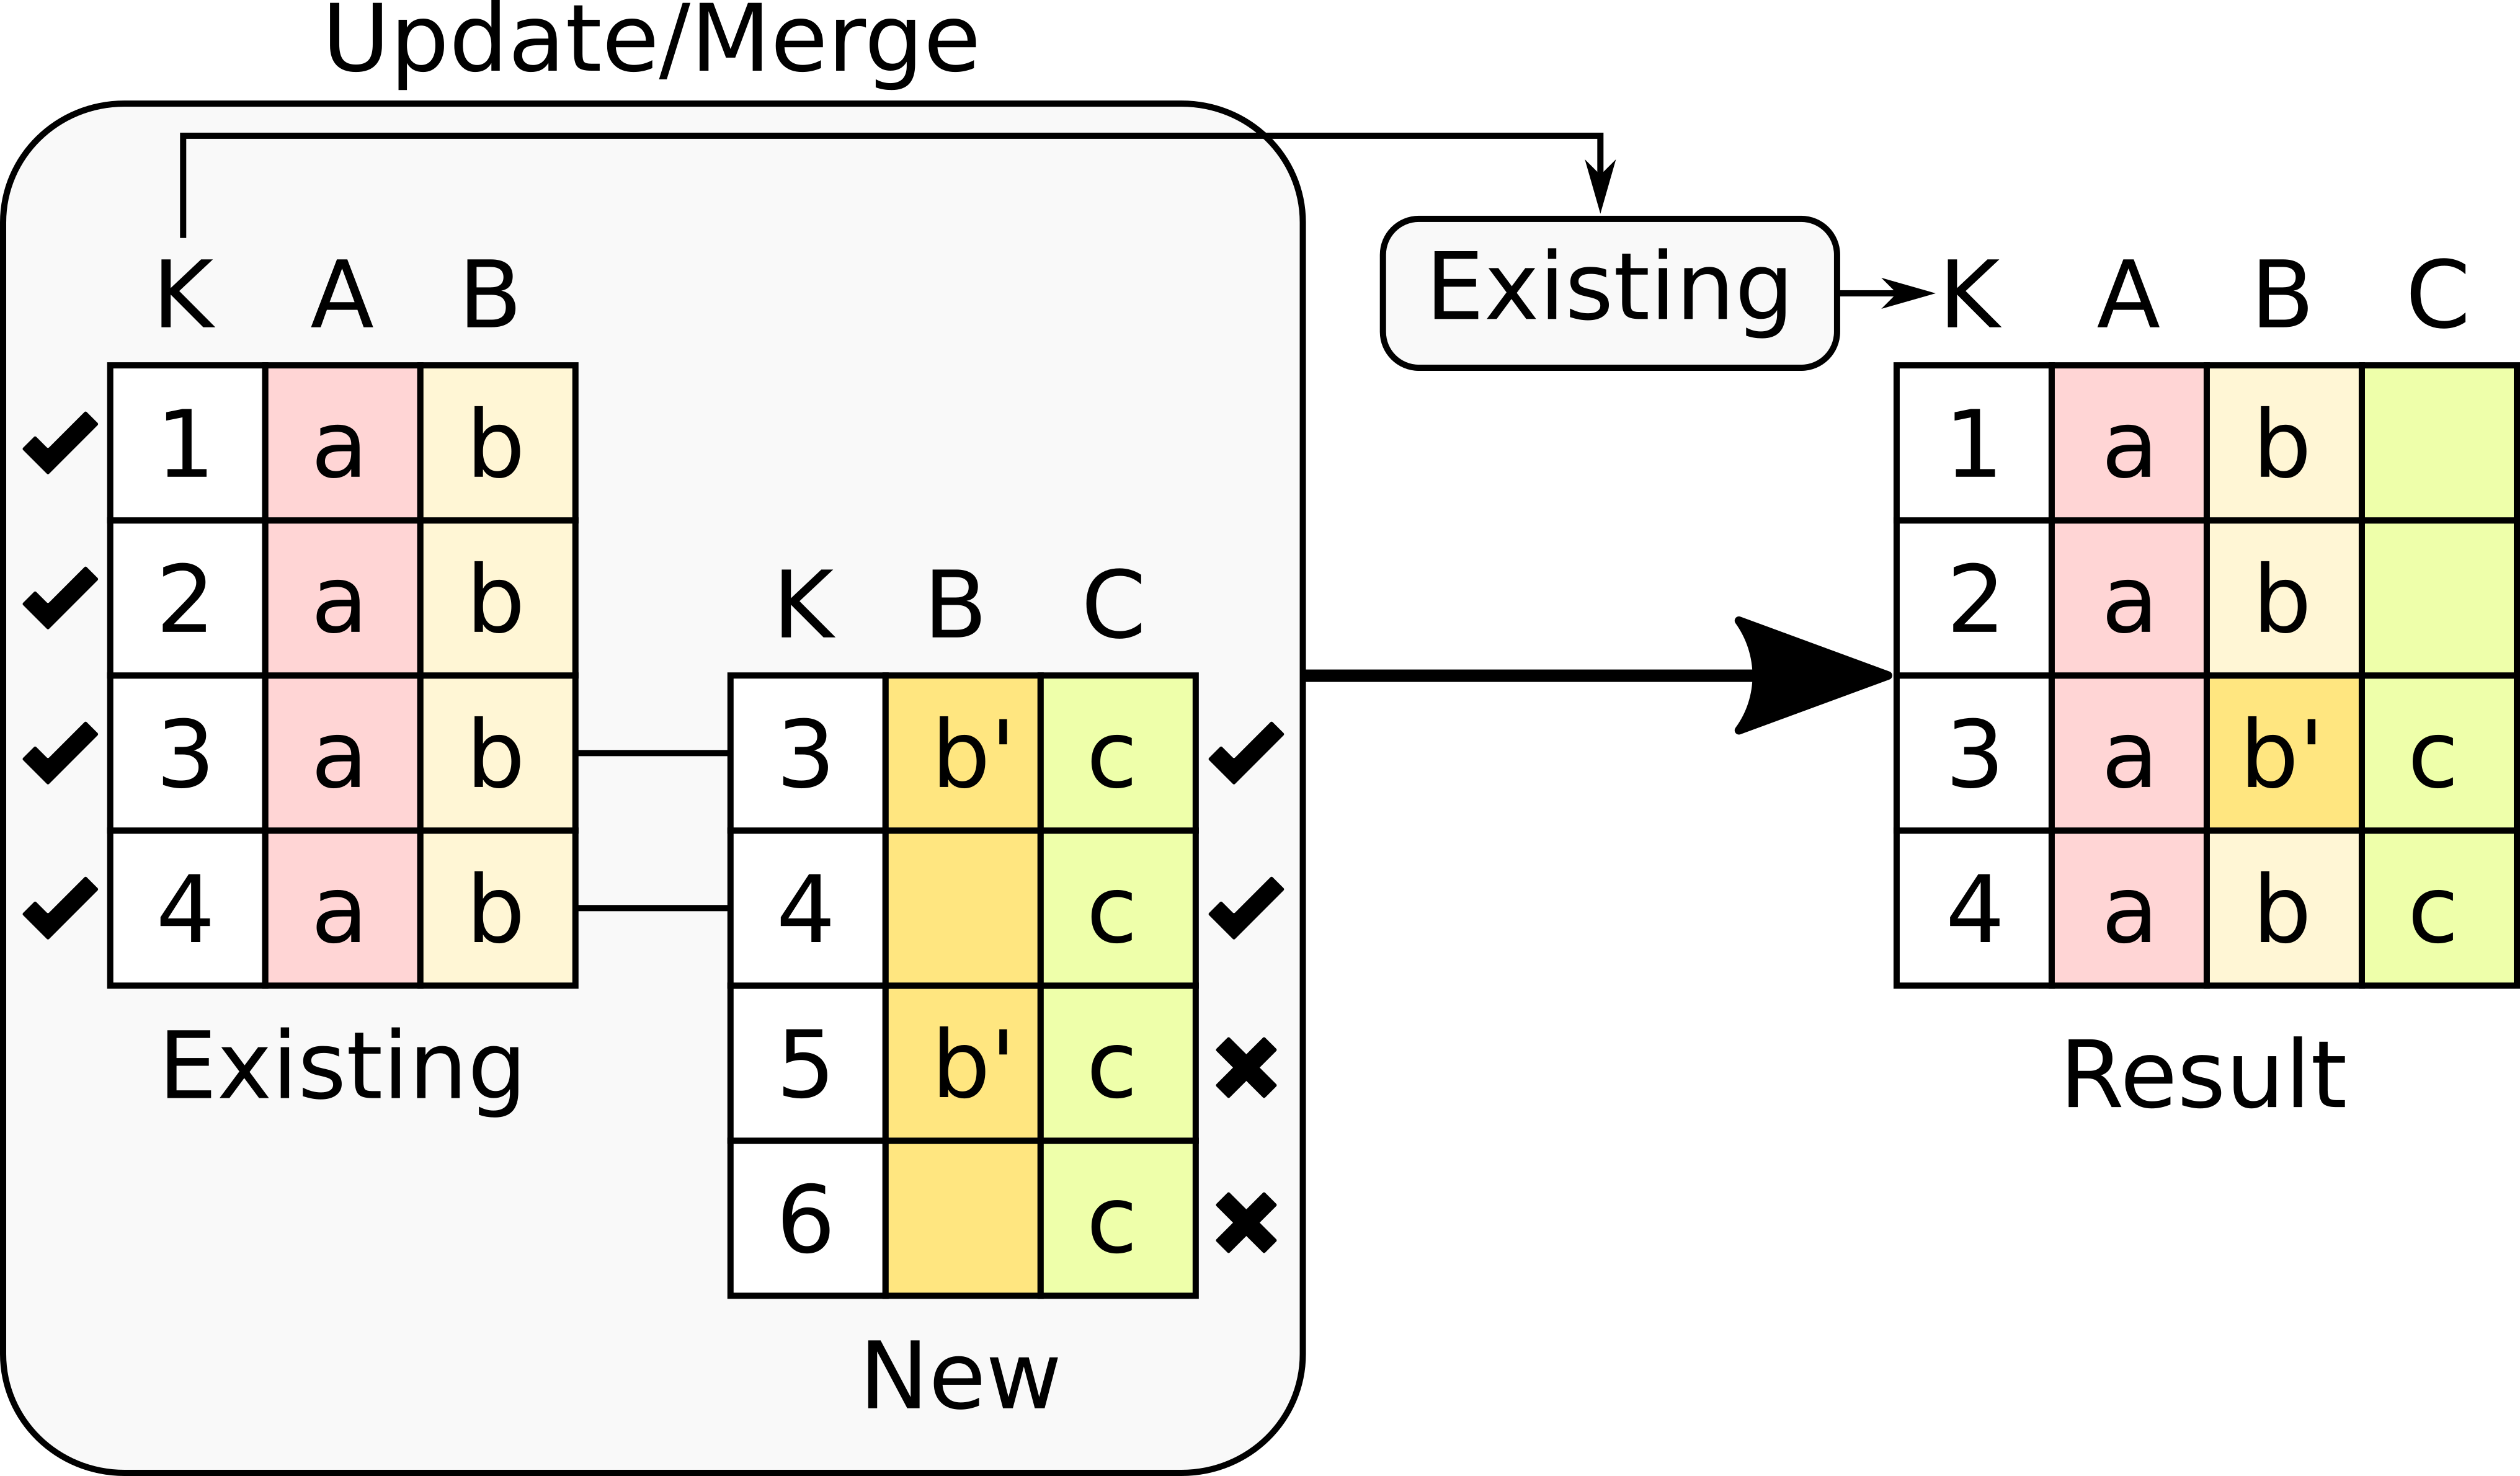 Update/Merge
Existing
K A B
K A B C
1 a b
2 a b
3 a b
4 a b
Existing
K B C
3 b' c
4 c
5 b' c
6 c
New
1 a b
2 a b
3 a b' c
4 a b c
Result